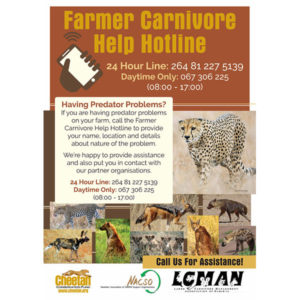 Farmer Carnivore
Help Hotline
24 Hour Line: 264 81 227 5139
Daytime Only: 067 306 225
(08:00 - 17:00)
Having Predator Problems?
If you are having predator problems
on your farm, call the Farmer
Carnivore Help Hotline to provide
your name, location and details
about nature of the problem.
We're happy to provide assistance
and also put you in contact with
our partner organisations.
24 Hour Line: 264 81 227 5139
Daytime Only: 067 306 225
(08:00 - 17:00)
Call Us For Assistance!
Cheetah
www.cheetah.org
NACSO
LCMAN